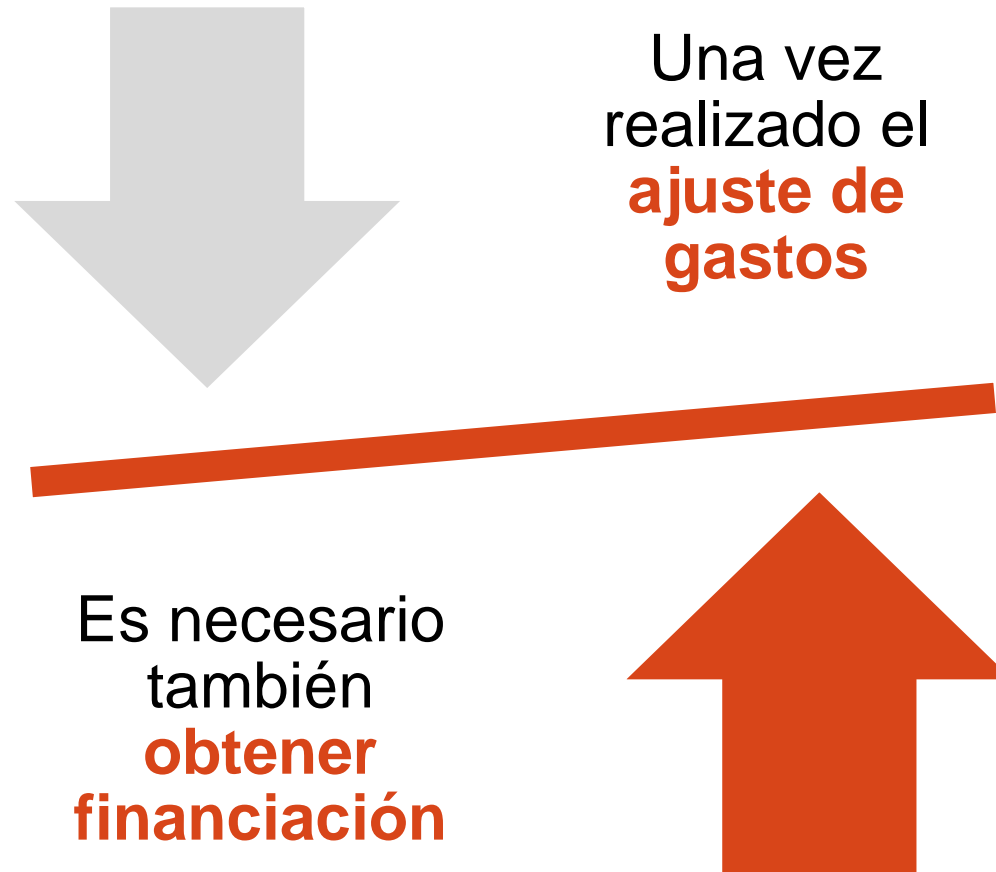 Una vez
realizado el
ajuste de
gastos
Es necesario
también
obtener
financiación